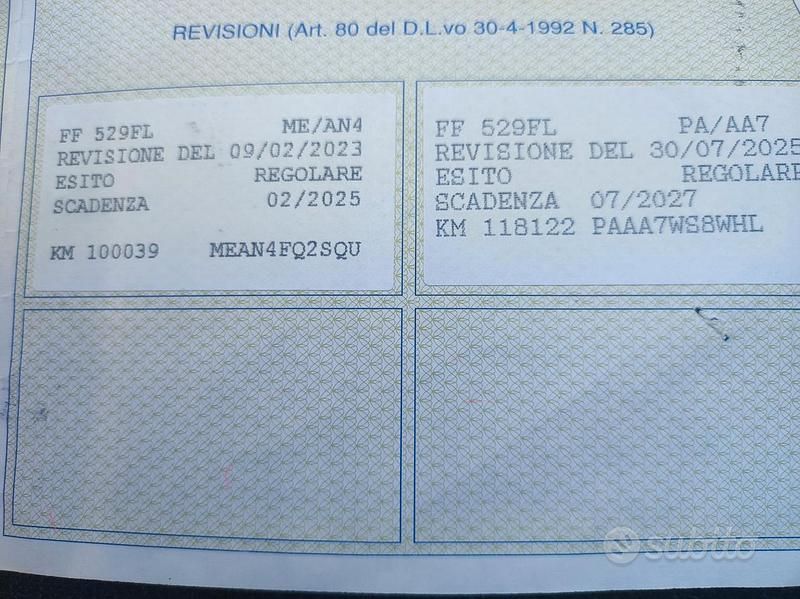 REVISIONI (Art. 80 del D.L.vo 30-4-1992 N. 285)
FF 529FL ME/AN4
REVISIONE DEL 09/02/2023
ESITO REGOLARE
SCADENZA 02/2025
KM 100039 MEAN4FQ2SQU
FF 529FL PA/AA7
REVISIONE DEL 30/07/2025
ESITO REGOLARE
SCADENZA 07/2027
KM 118122 PAAA7WS8WHL
subito